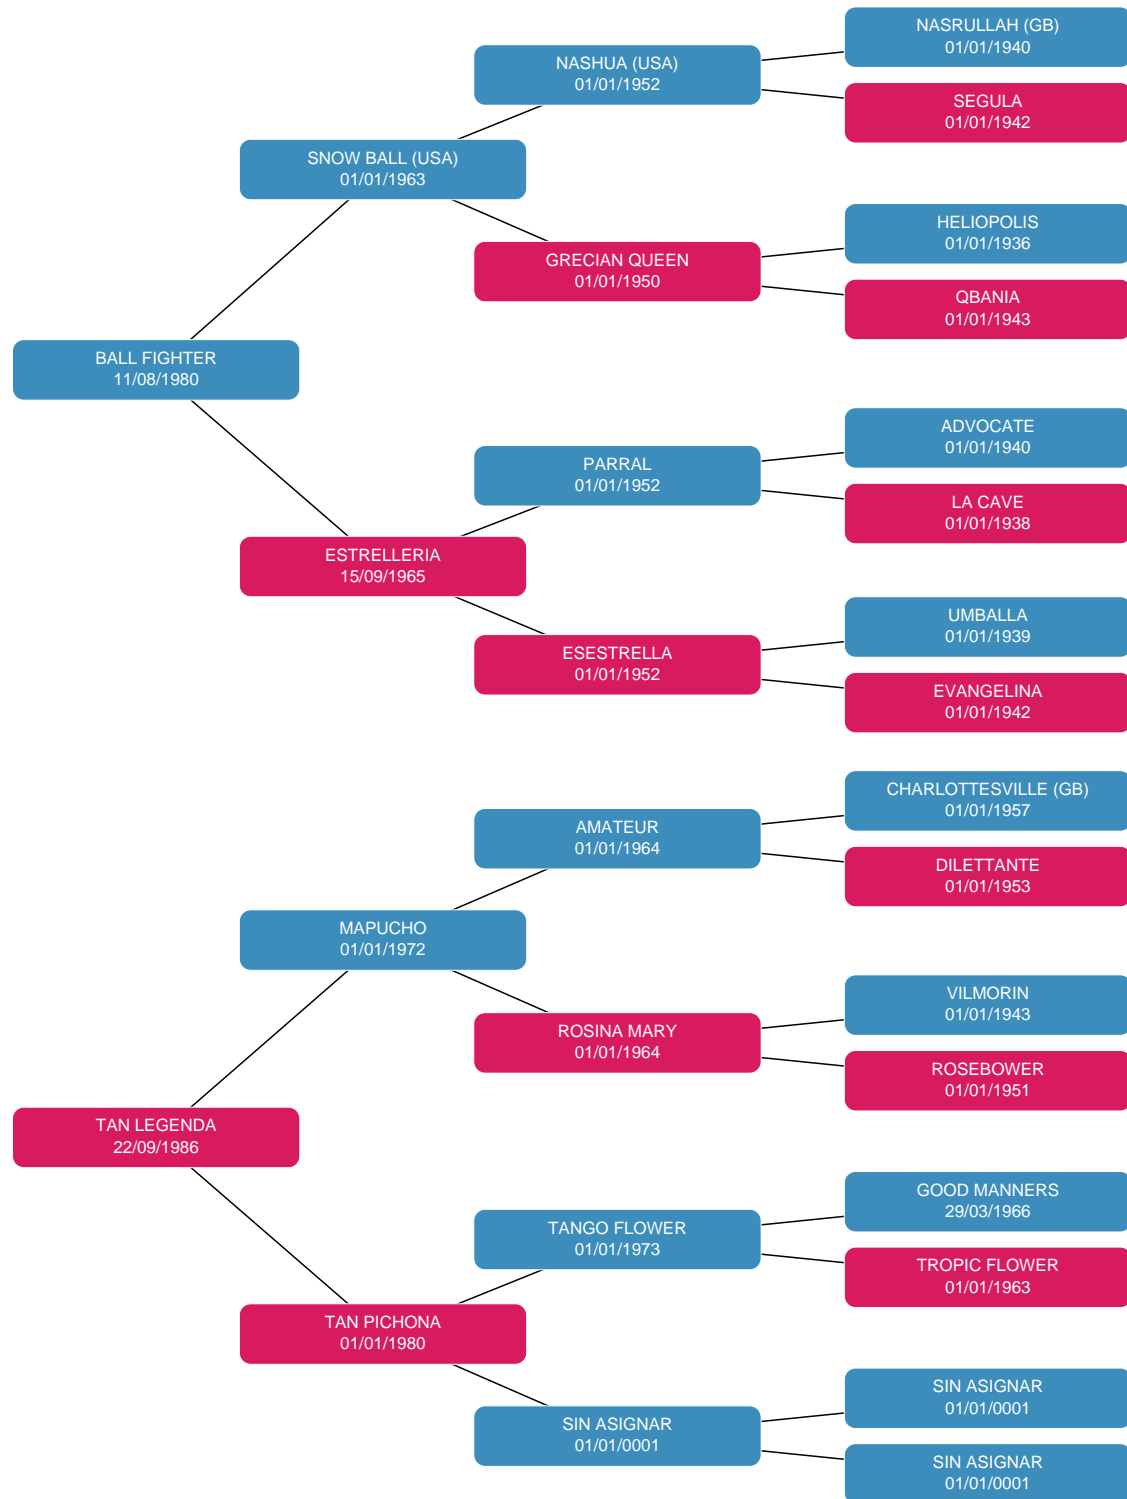 NASRULLAH (GB)
01/01/1940
NASHUA (USA)
01/01/1952
SEGULA
01/01/1942
SNOW BALL (USA)
01/01/1963
HELIOPOLIS
01/01/1936
GRECIAN QUEEN
01/01/1950
QBANIA
01/01/1943
BALL FIGHTER
11/08/1980
ADVOCATE
01/01/1940
PARRAL
01/01/1952
LA CAVE
01/01/1938
ESTRELLERIA
15/09/1965
UMBALLA
01/01/1939
ESESTRELLA
01/01/1952
EVANGELINA
01/01/1942
CHARLOTTESVILLE (GB)
01/01/1957
AMATEUR
01/01/1964
DILETTANTE
01/01/1953
MAPUCHO
01/01/1972
VILMORIN
01/01/1943
ROSINA MARY
01/01/1964
ROSEBOWER
01/01/1951
TAN LEGENDA
22/09/1986
GOOD MANNERS
29/03/1966
TANGO FLOWER
01/01/1973
TROPIC FLOWER
01/01/1963
TAN PICHONA
01/01/1980
SIN ASIGNAR
01/01/0001
SIN ASIGNAR
01/01/0001
SIN ASIGNAR
01/01/0001